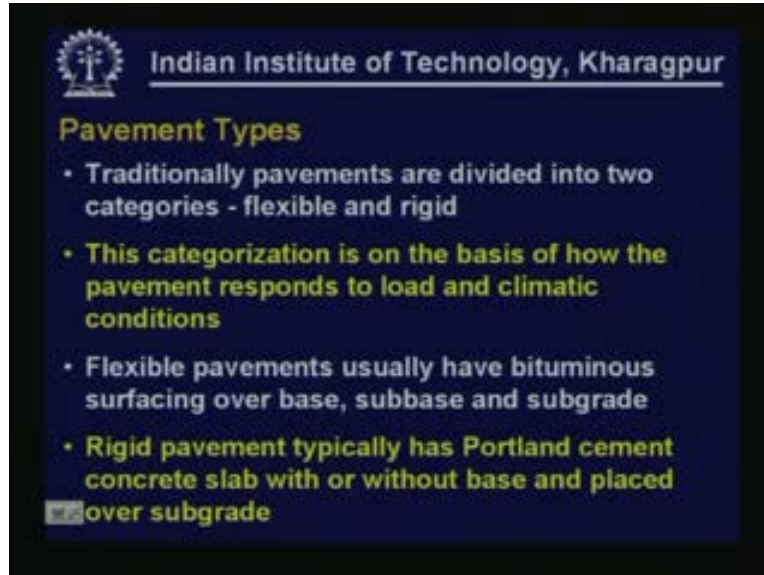 Indian Institute of Technology, Kharagpur
Pavement Types
• Traditionally pavements are divided into two
categories - flexible and rigid
• This categorization is on the basis of how the
pavement responds to load and climatic
conditions
• Flexible pavements usually have bituminous
surfacing over base, subbase and subgrade
• Rigid pavement typically has Portland cement
concrete slab with or without base and placed
over subgrade